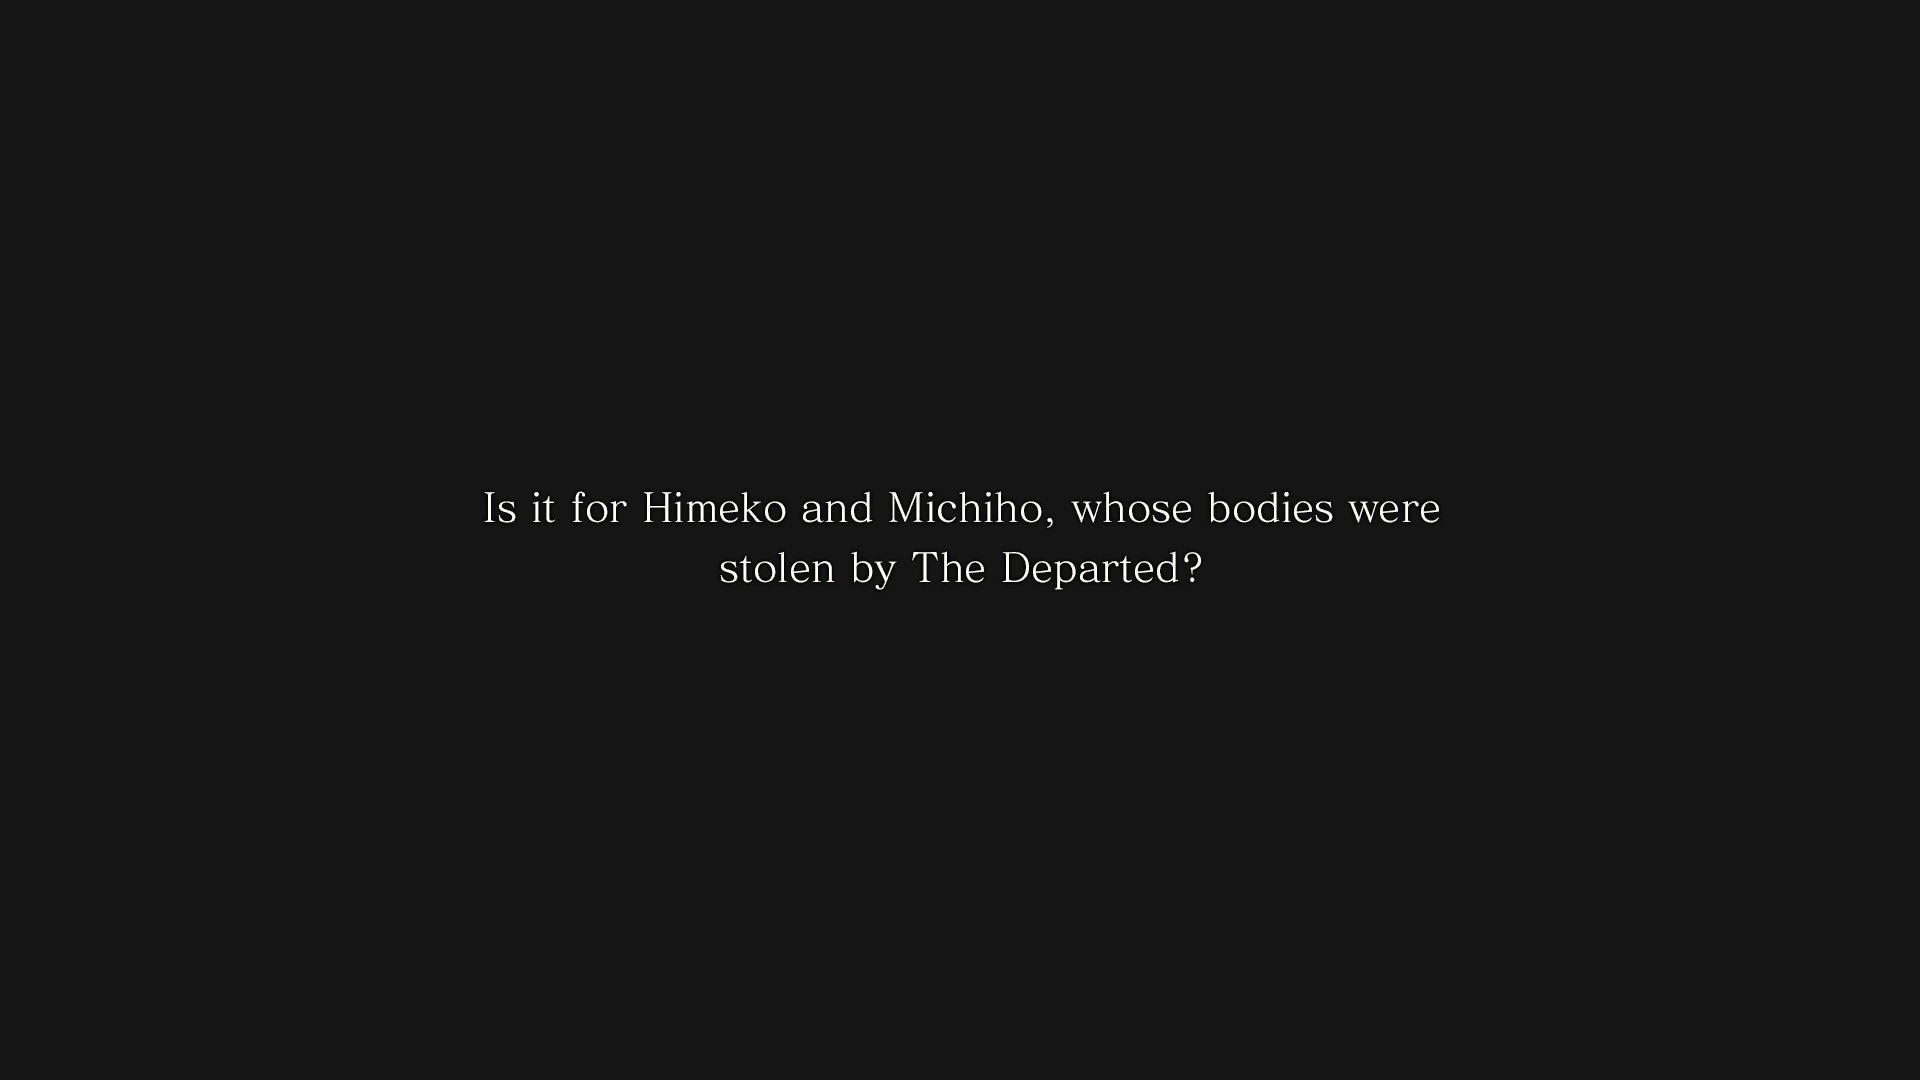 Is it for Himeko and Michiho, whose bodies were
stolen by The Departed?